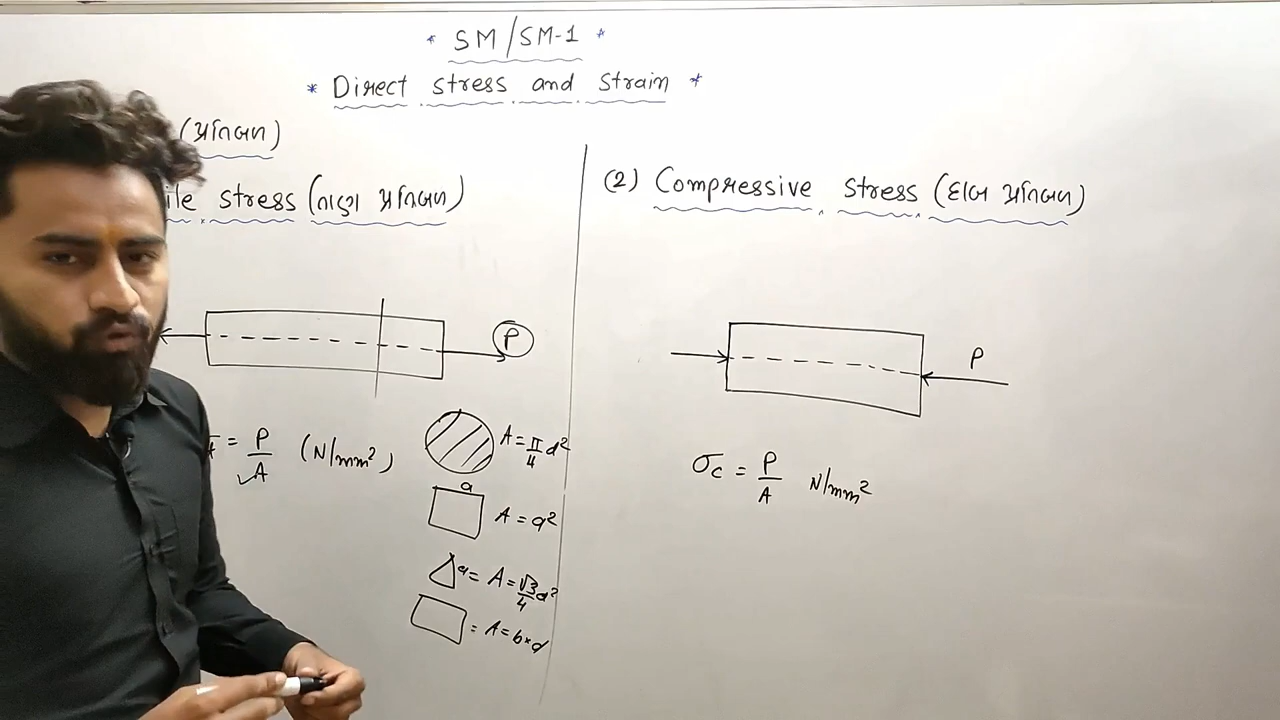 * SM/SM-1 *
* Direct stress and strain *
(પ્રતિબળ)
ile stress (તાણ પ્રતિબળ)
P
= P/A (N/mm²)
A = π/4 d²
a
A = a²
a = A = √3/4 a²
= A = b*d
(2) Compressive stress (દાબ પ્રતિબળ)
P
σc = P/A N/mm²